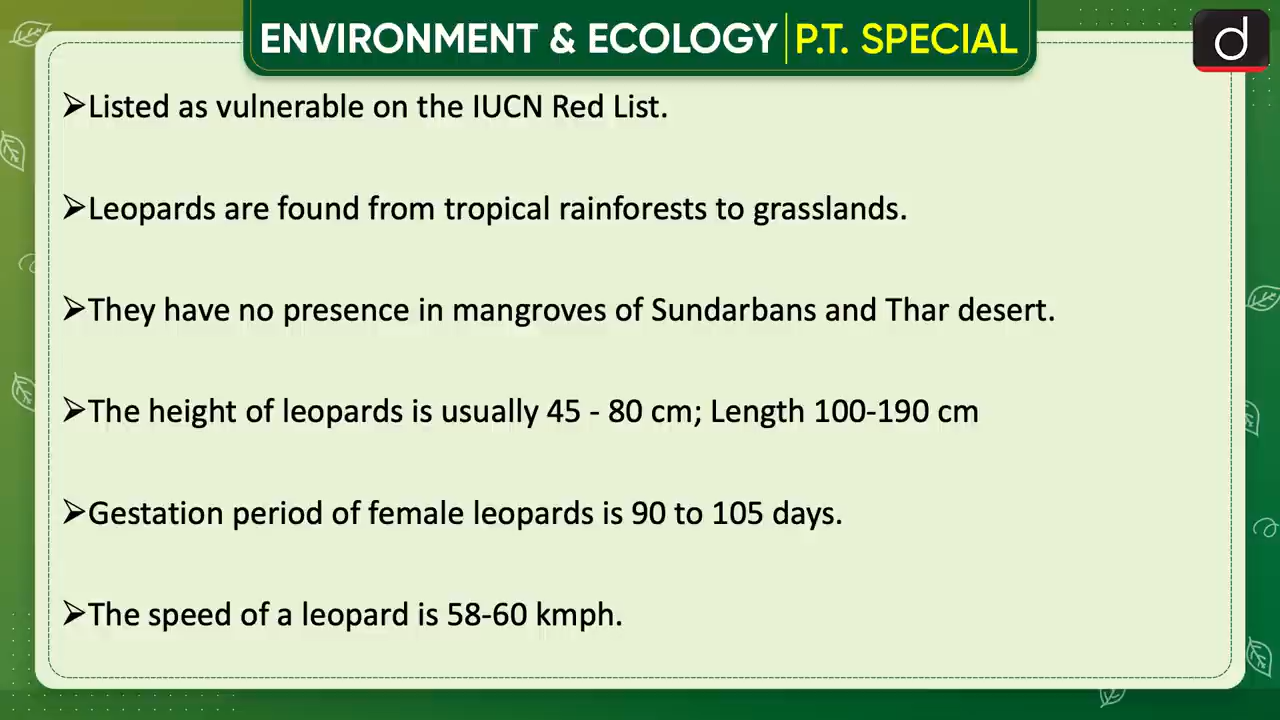 ENVIRONMENT & ECOLOGY | P.T. SPECIAL
d
➢Listed as vulnerable on the IUCN Red List.
➢Leopards are found from tropical rainforests to grasslands.
➢They have no presence in mangroves of Sundarbans and Thar desert.
➢The height of leopards is usually 45 - 80 cm; Length 100-190 cm
➢Gestation period of female leopards is 90 to 105 days.
➢The speed of a leopard is 58-60 kmph.